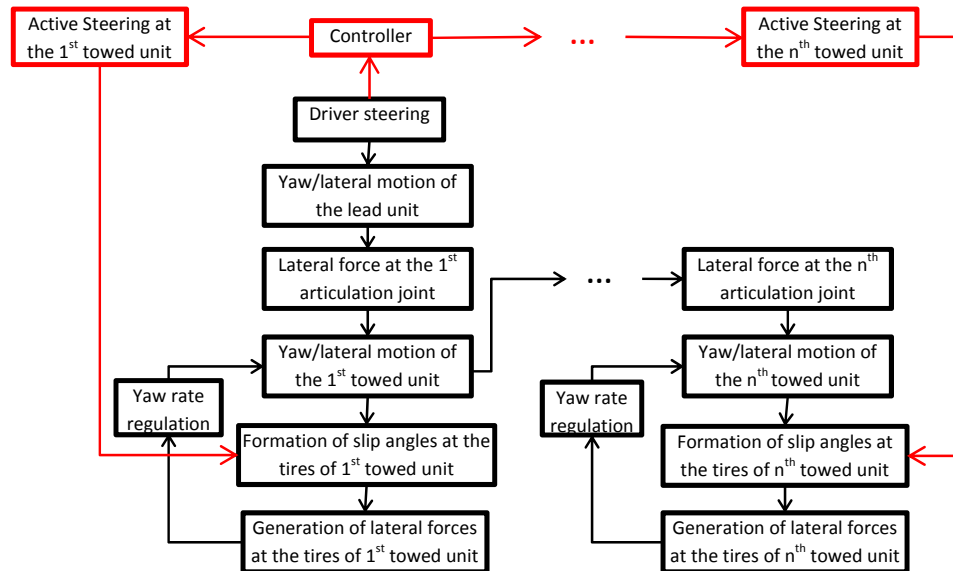 Active Steering at
the 1st towed unit
Controller
...
Active Steering at
the nth towed unit
Driver steering
Yaw/lateral motion of
the lead unit
Lateral force at the 1st
articulation joint
...
Lateral force at the nth
articulation joint
Yaw/lateral motion of
the 1st towed unit
Yaw/lateral motion of
the nth towed unit
Yaw rate
regulation
Yaw rate
regulation
Formation of slip angles at the
tires of 1st towed unit
Formation of slip angles at
the tires of nth towed unit
Generation of lateral forces
at the tires of 1st towed unit
Generation of lateral forces
at the tires of nth towed unit